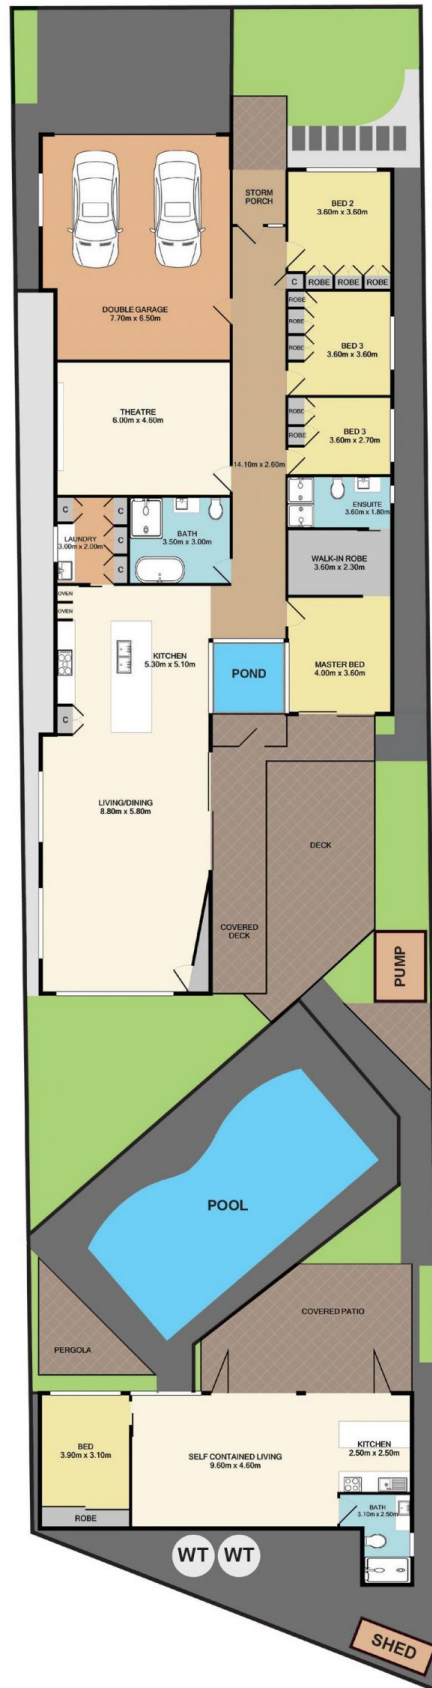 STORM
PORCH
BED 2
3.60m x 3.60m
C
ROBE
ROBE
ROBE
DOUBLE GARAGE
7.70m x 6.50m
ROBE
ROBE
ROBE
BED 3
3.60m x 3.60m
THEATRE
6.00m x 4.60m
ROBE
ROBE
BED 3
3.60m x 2.70m
14.10m x 2.60m
C
C
LAUNDRY
3.00m x 2.00m
C
C
BATH
3.50m x 3.00m
ENSUITE
3.60m x 1.80m
WALK-IN ROBE
3.60m x 2.30m
OVEN
OVEN
KITCHEN
5.30m x 5.10m
POND
MASTER BED
4.00m x 3.60m
C
LIVING/DINING
8.80m x 5.80m
DECK
COVERED
DECK
PUMP
POOL
COVERED PATIO
PERGOLA
BED
3.90m x 3.10m
SELF CONTAINED LIVING
9.60m x 4.60m
KITCHEN
2.50m x 2.50m
ROBE
BATH
3.10m x 2.50m
WT
WT
SHED